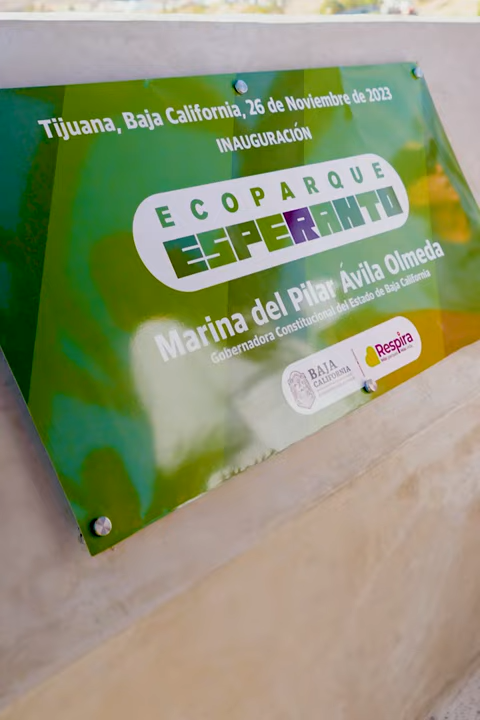 Tijuana, Baja California, 26 de Noviembre de 2023
INAUGURACIÓN
ECOPARQUE
ESPERANTO
Marina del Pilar Ávila Olmeda
Gobernadora Constitucional del Estado de Baja California
BAJA
CALIFORNIA
Respira